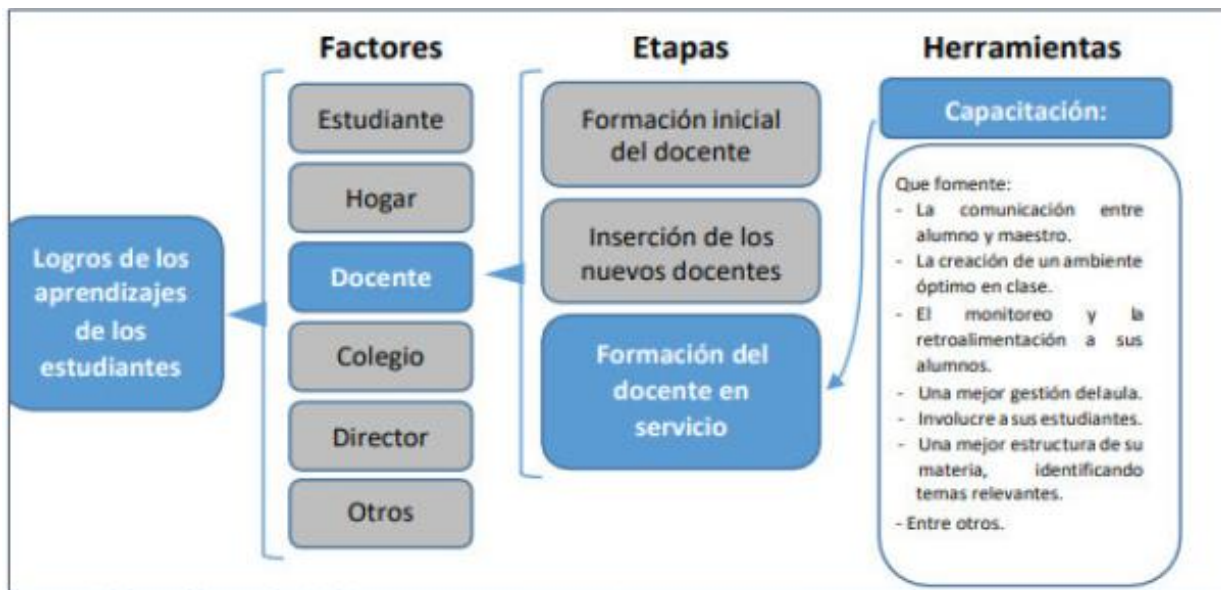 Factores
Etapas
Herramientas
Logros de los
aprendizajes
de los
estudiantes
Estudiante
Hogar
Docente
Colegio
Director
Otros
Formación inicial
del docente
Inserción de los
nuevos docentes
Formación del
docente en
servicio
Capacitación:
Que fomente:
- La comunicación entre
alumno y maestro.
- La creación de un ambiente
óptimo en clase.
- El monitoreo y la
retroalimentación a sus
alumnos.
- Una mejor gestión delaula.
- Involucre a sus estudiantes.
- Una mejor estructura de su
materia, identificando
temas relevantes.
- Entre otros.